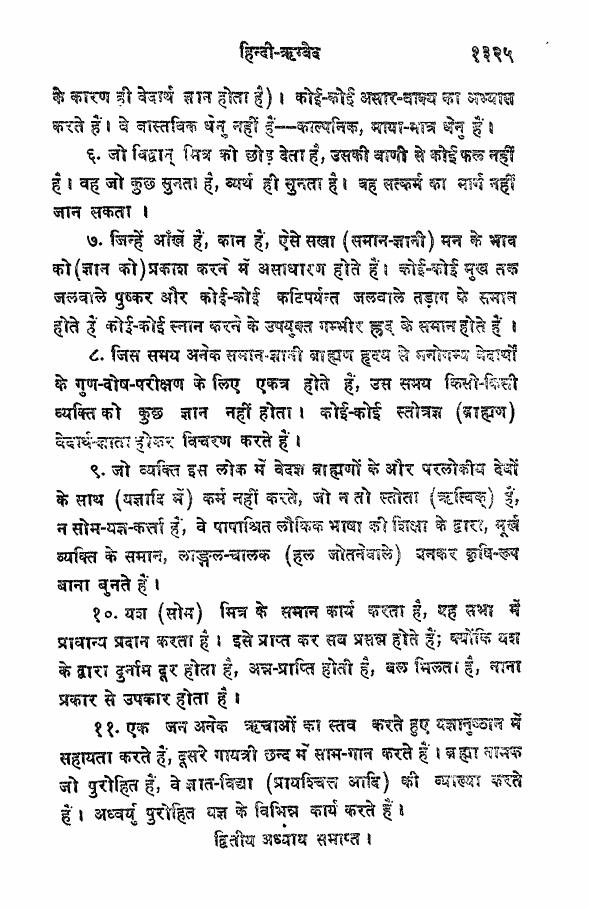 हिन्दी-ऋग्वेद १३२५
के कारण ही वेदार्थ ज्ञान होता है)। कोई-कोई असार-वाक्य का अभ्यास
करते हैं। वे वास्तविक धेनु नहीं हैं--काल्पनिक, माया-मात्र धेनु हैं।
६. जो विद्वान् मित्र को छोड़ देता है, उसकी वाणी से कोई फल नहीं
है। वह जो कुछ सुनता है, व्यर्थ ही सुनता है। वह सत्कर्म का मार्ग नहीं
जान सकता ।
७. जिन्हें आँखें हैं, कान हैं, ऐसे सखा (समान-ज्ञानी) मन के भाव
को (ज्ञान को) प्रकाश करने में असाधारण होते हैं। कोई-कोई मुख तक
जलवाले पुष्कर और कोई-कोई कटिपर्यन्त जलवाले तड़ाग के समान
होते हैं कोई-कोई स्नान करने के उपयुक्त गम्भीर ह्रद के समान होते हैं ।
८. जिस समय अनेक समान-ज्ञानी ब्राह्मण हृदय से मनोगम्य वेदार्थों
के गुण-दोष-परीक्षण के लिए एकत्र होते हैं, उस समय किसी-किसी
व्यक्ति को कुछ ज्ञान नहीं होता। कोई-कोई स्तोत्रज्ञ (ब्राह्मण)
वेदार्थ-ज्ञाता होकर विचरण करते हैं।
९. जो व्यक्ति इस लोक में वेदज्ञ ब्राह्मणों के और परलोकीय देवों
के साथ (यज्ञादि में) कर्म नहीं करते, जो न तो स्तोता (ऋत्विक्) हैं,
न सोम-यज्ञ-कर्त्ता हैं, वे पापाश्रित लौकिक भाषा की शिक्षा के द्वारा, मूर्ख
व्यक्ति के समान, लाङ्गल-चालक (हल जोतनेवाले) बनकर कृषि-रूप
बाना बुनते हैं।
१०. यश (सोम) मित्र के समान कार्य करता है, यह सभा में
प्राधान्य प्रदान करता है। इसे प्राप्त कर सब प्रसन्न होते हैं; क्योंकि यश
के द्वारा दुर्नाम दूर होता है, अन्न-प्राप्ति होती है, बल मिलता है, नाना
प्रकार से उपकार होता है।
११. एक जन अनेक ऋचाओं का स्तव करते हुए यज्ञानुष्ठान में
सहायता करते हैं, दूसरे गायत्री छन्द में साम-गान करते हैं। ब्रह्मा नामक
जो पुरोहित हैं, वे ज्ञात-विद्या (प्रायश्चित्त आदि) की व्याख्या करते
हैं। अध्वर्यु पुरोहित यज्ञ के विभिन्न कार्य करते हैं।
द्वितीय अध्याय समाप्त।